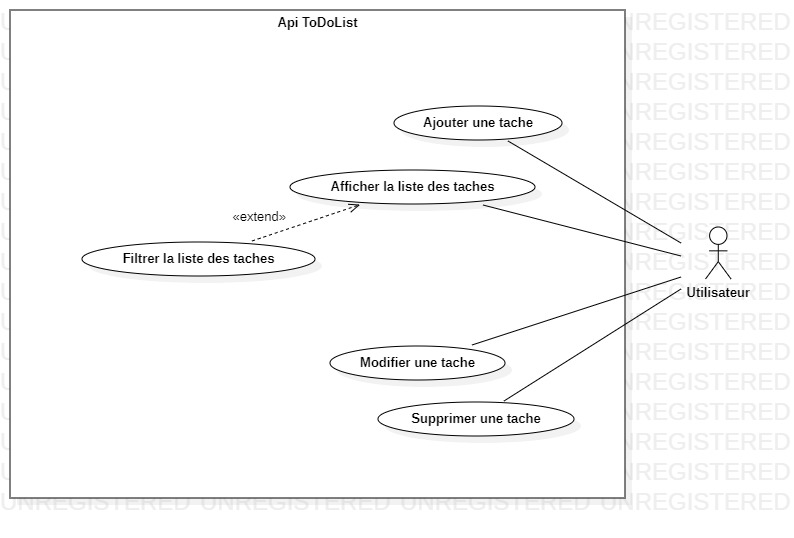 Api ToDoList
Ajouter une tache
Afficher la liste des taches
«extend»
Filtrer la liste des taches
Utilisateur
Modifier une tache
Supprimer une tache
UNREGISTERED UNREGISTERED UNREGISTERED UNREGISTERED